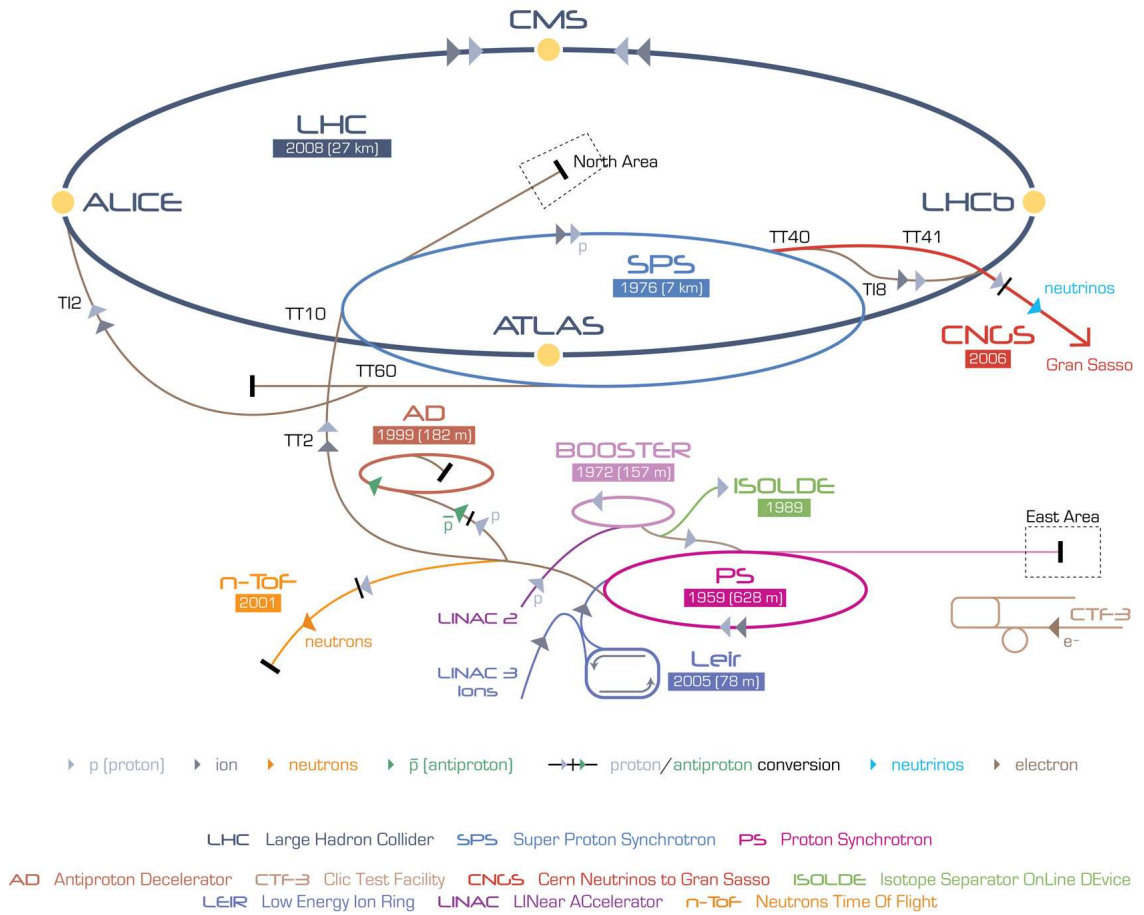 CMS
LHC
2008 (27 km)
North Area
ALICE
LHCb
TT40
TT41
p
SPS
1976 (7 km)
TI2
TI8
neutrinos
TT10
ATLAS
CNGS
2006
Gran Sasso
TT60
AD
1999 (182 m)
TT2
BOOSTER
1972 (157 m)
ISOLDE
1989
p̄
p
East Area
n-ToF
2001
PS
1959 (628 m)
p
LINAC 2
CTF-3
e-
neutrons
LINAC 3
Ions
Leir
2005 (78 m)
p (proton) ion neutrons p̄ (antiproton) proton/antiproton conversion neutrinos electron
LHC Large Hadron Collider SPS Super Proton Synchrotron PS Proton Synchrotron
AD Antiproton Decelerator CTF-3 Clic Test Facility CNGS Cern Neutrinos to Gran Sasso ISOLDE Isotope Separator OnLine DEvice
LEIR Low Energy Ion Ring LINAC LINear ACcelerator n-ToF Neutrons Time Of Flight